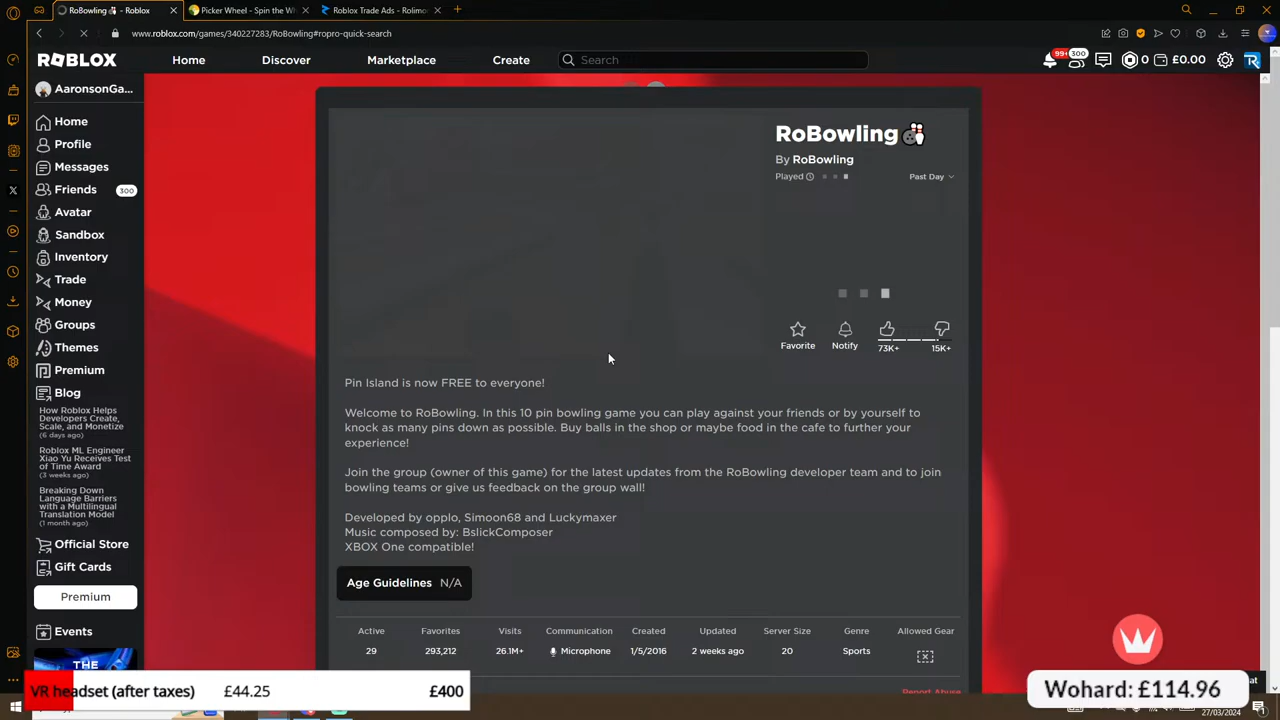 RoBowling🎳 - Roblox
Picker Wheel - Spin the Wh
Roblox Trade Ads - Rolimo
www.roblox.com/games/340227283/RoBowling#ropro-quick-search
ROBLOX
Home
Discover
Marketplace
Create
Search
99+
300
0
£0.00
AaronsonGa...
Home
Profile
Messages
Friends
300
Avatar
Sandbox
Inventory
Trade
Money
Groups
Themes
Premium
Blog
How Roblox Helps
Developers Create,
Scale, and Monetize
(6 days ago)
Roblox ML Engineer
Xiao Yu Receives Test
of Time Award
(3 weeks ago)
Breaking Down
Language Barriers
with a Multilingual
Translation Model
(1 month ago)
Official Store
Gift Cards
Premium
Events
THE
RoBowling🎳
By RoBowling
Played
Past Day
Favorite
Notify
73K+
15K+
Pin Island is now FREE to everyone!
Welcome to RoBowling. In this 10 pin bowling game you can play against your friends or by yourself to
knock as many pins down as possible. Buy balls in the shop or maybe food in the cafe to further your
experience!
Join the group (owner of this game) for the latest updates from the RoBowling developer team and to join
bowling teams or give us feedback on the group wall!
Developed by opplo, Simoon68 and Luckymaxer
Music composed by: BslickComposer
XBOX One compatible!
Age Guidelines N/A
Active
Favorites
Visits
Communication
Created
Updated
Server Size
Genre
Allowed Gear
29
293,212
26.1M+
Microphone
1/5/2016
2 weeks ago
20
Sports
Report Abuse
VR headset (after taxes)
£44.25
£400
Wohard: £114.96
27/03/2024